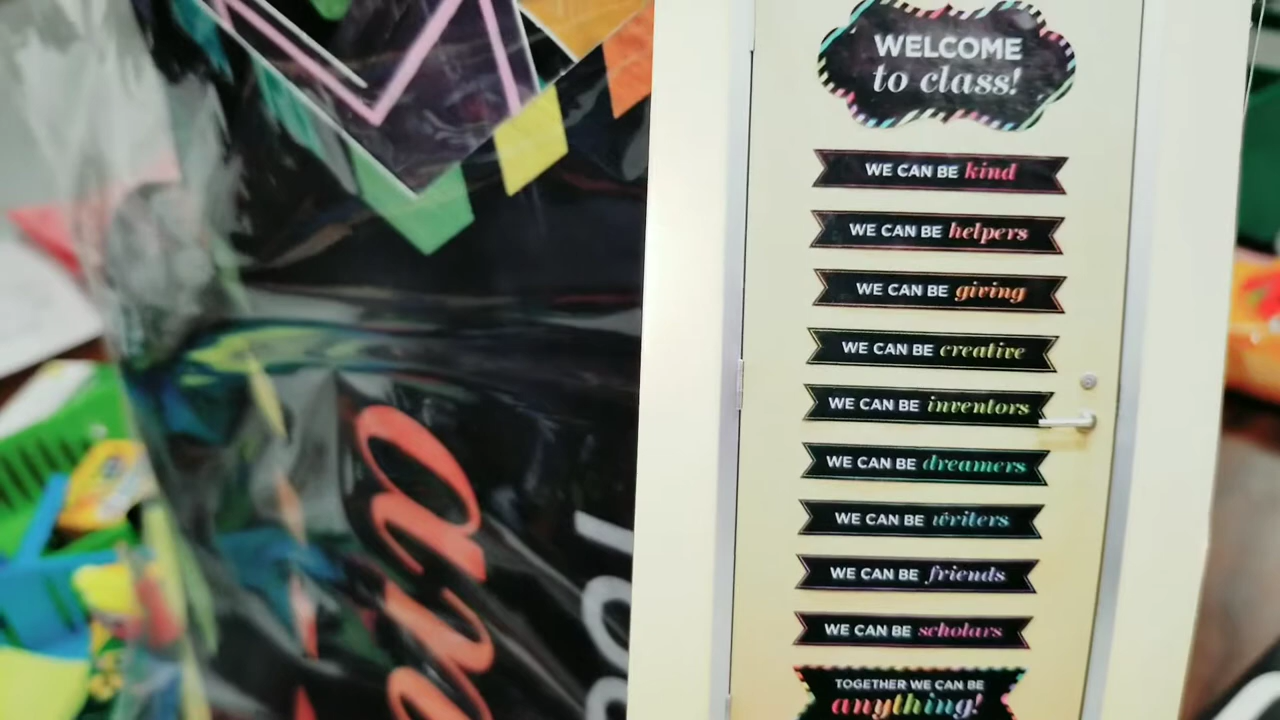 WELCOME
to class!
WE CAN BE kind
WE CAN BE helpers
WE CAN BE giving
WE CAN BE creative
WE CAN BE inventors
WE CAN BE dreamers
WE CAN BE writers
WE CAN BE friends
WE CAN BE scholars
TOGETHER WE CAN BE
anything!